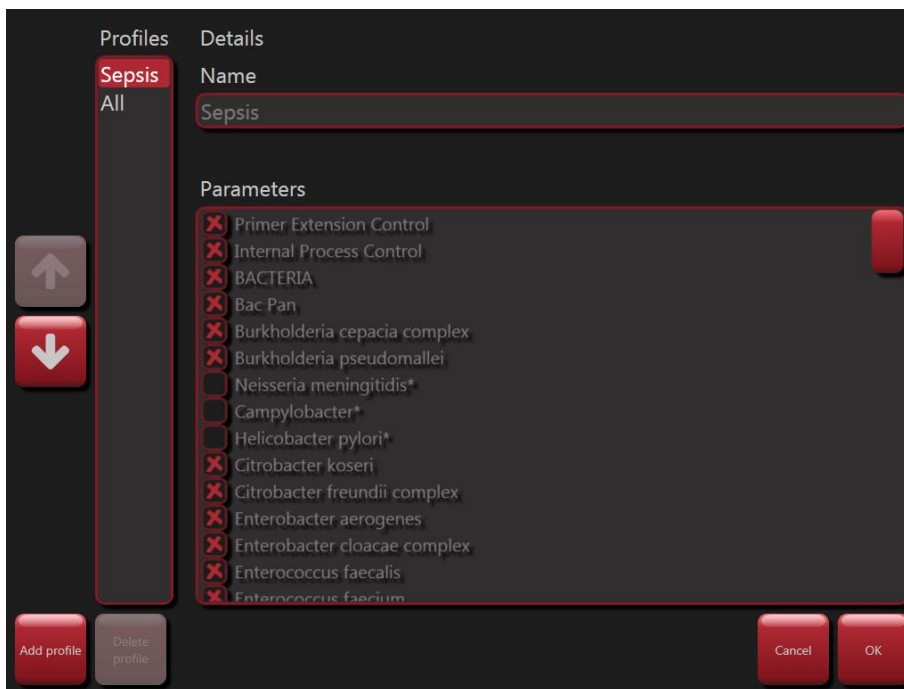 Profiles
Sepsis
All
Details
Name
Sepsis
Parameters
Primer Extension Control
Internal Process Control
BACTERIA
Bac Pan
Burkholderia cepacia complex
Burkholderia pseudomallei
Neisseria meningitidis*
Campylobacter*
Helicobacter pylori*
Citrobacter koseri
Citrobacter freundii complex
Enterobacter aerogenes
Enterobacter cloacae complex
Enterococcus faecalis
Enterococcus faecium
Add profile
Delete
profile
Cancel
OK